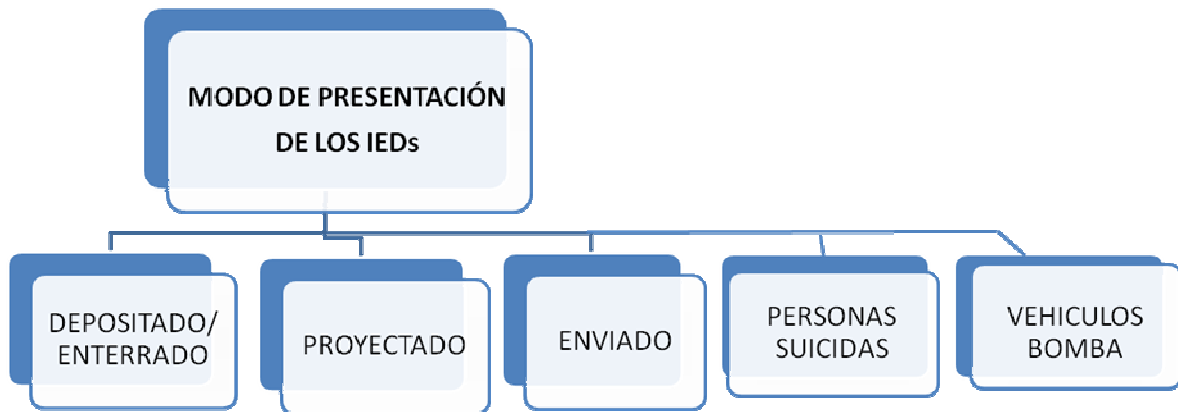 MODO DE PRESENTACIÓN
DE LOS IEDs
DEPOSITADO/
ENTERRADO
PROYECTADO
ENVIADO
PERSONAS
SUICIDAS
VEHICULOS
BOMBA